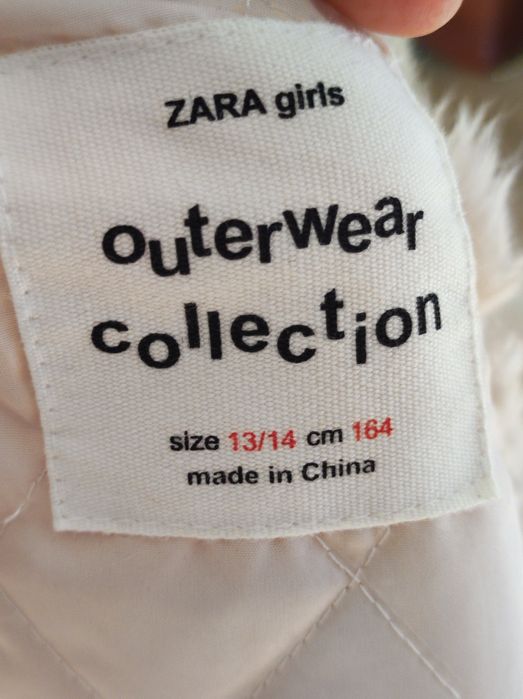 ZARA girls
outerwear
collection
size 13/14 cm 164
made in China